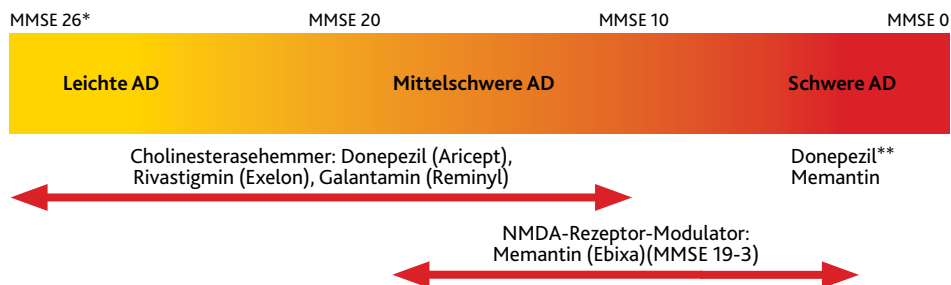 MMSE 26* MMSE 20 MMSE 10 MMSE 0
Leichte AD Mittelschwere AD Schwere AD
Cholinesterasehemmer: Donepezil (Aricept),
Rivastigmin (Exelon), Galantamin (Reminyl)
Donepezil**
Memantin
NMDA-Rezeptor-Modulator:
Memantin (Ebixa)(MMSE 19-3)